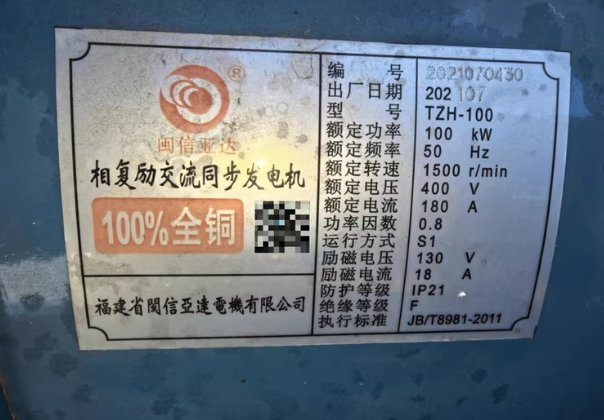 ®
闽信亚达
相复励交流同步发电机
100%全铜
福建省閩信亞達電機有限公司
编 号 2021070430
出厂日期 202107
型 号 TZH-100
额定功率 100 kW
额定频率 50 Hz
额定转速 1500 r/min
额定电压 400 V
额定电流 180 A
功率因数 0.8
运行方式 S1
励磁电压 130 V
励磁电流 18 A
防护等级 IP21
绝缘等级 F
执行标准 JB/T8981-2011